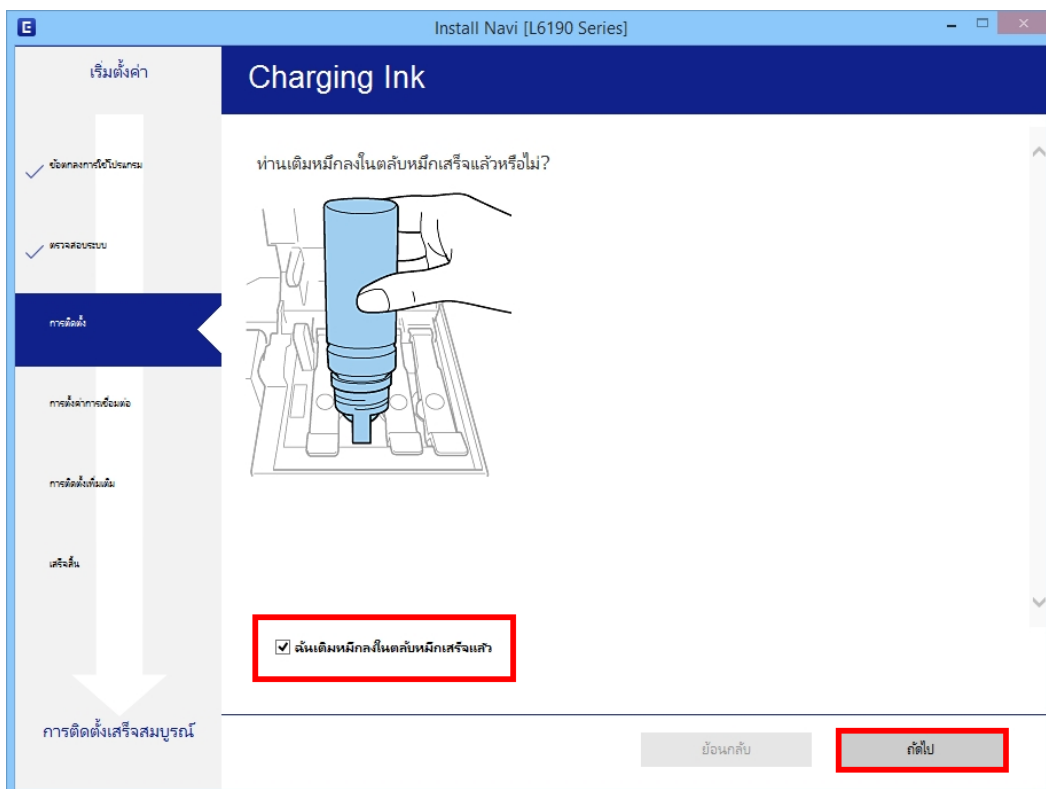 E
Install Navi [L6190 Series]
เริ่มตั้งค่า
Charging Ink
ข้อตกลงการใช้โปรแกรม
ตรวจสอบระบบ
การติดตั้ง
การตั้งค่าการเชื่อมต่อ
การติดตั้งเพิ่มเติม
เสร็จสิ้น
การติดตั้งเสร็จสมบูรณ์
ท่านเติมหมึกลงในตลับหมึกเสร็จแล้วหรือไม่?
ฉันเติมหมึกลงในตลับหมึกเสร็จแล้ว
ย้อนกลับ
ถัดไป